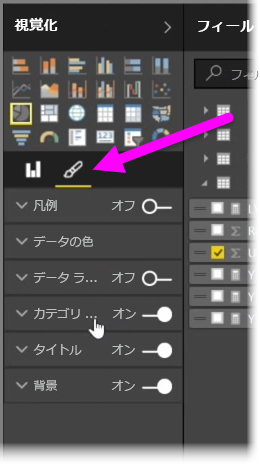 視覚化
フィール
フィ
凡例 オフ
データの色
データ ラ... オフ
カテゴリ ... オン
タイトル オン
背景 オン